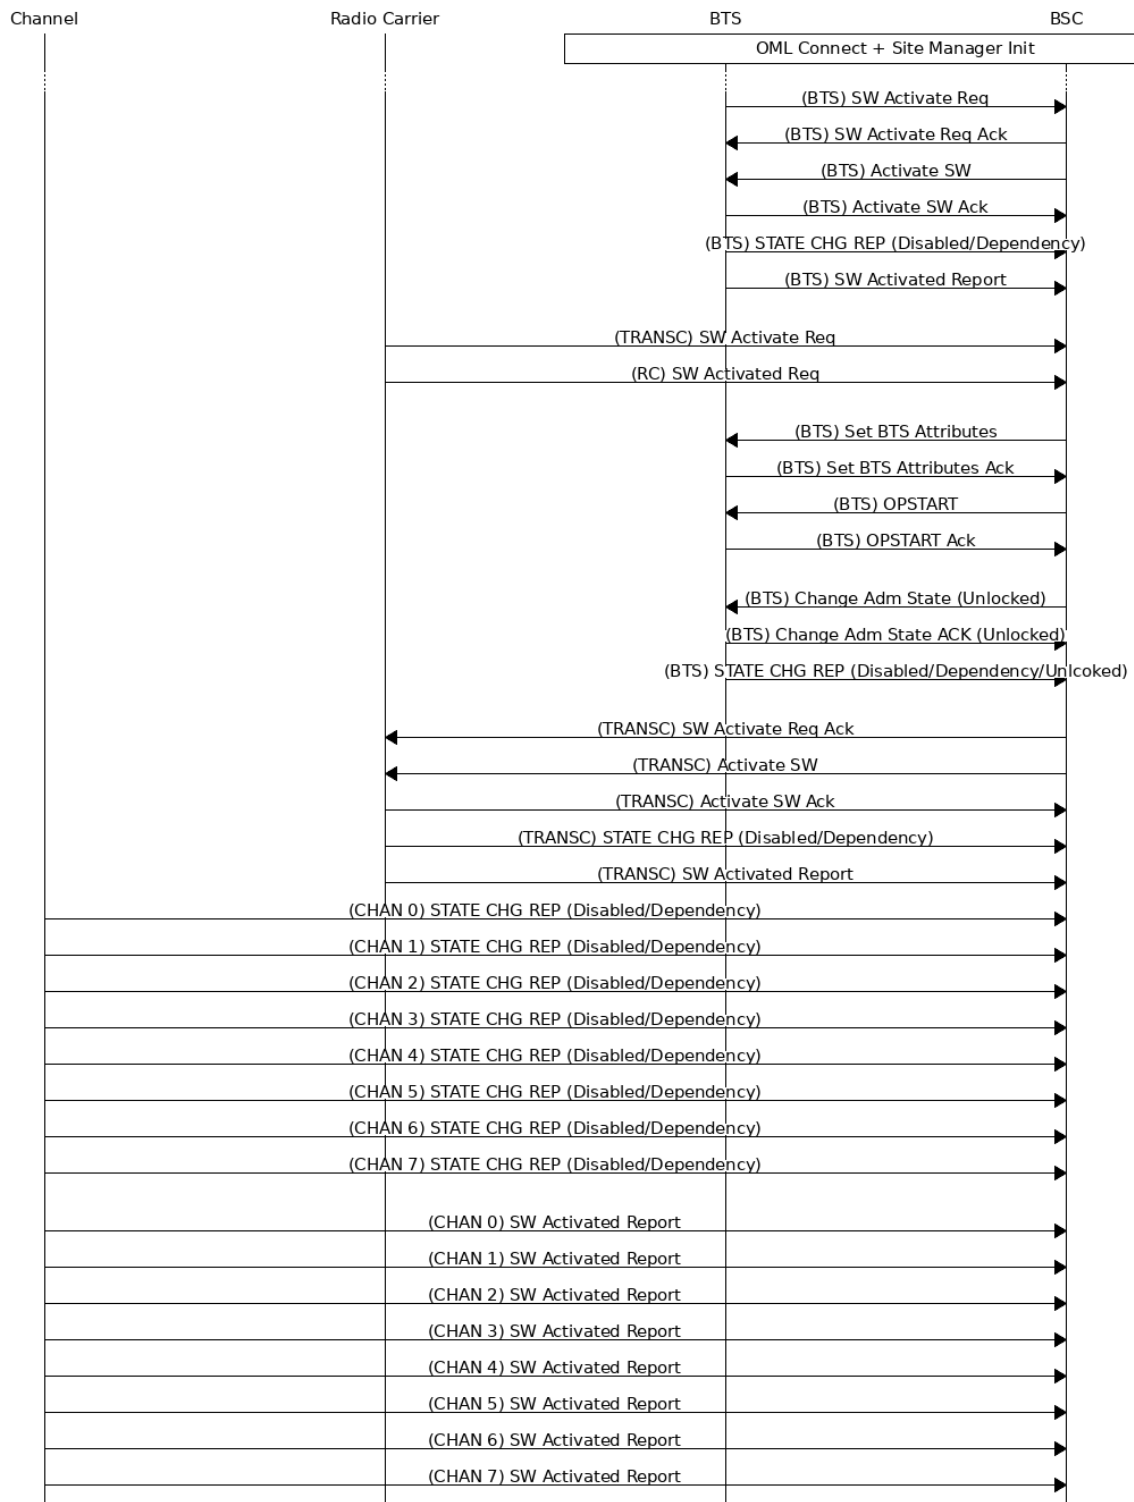 Channel Radio Carrier BTS BSC
OML Connect + Site Manager Init
(BTS) SW Activate Req
(BTS) SW Activate Req Ack
(BTS) Activate SW
(BTS) Activate SW Ack
(BTS) STATE CHG REP (Disabled/Dependency)
(BTS) SW Activated Report
(TRANSC) SW Activate Req
(RC) SW Activated Req
(BTS) Set BTS Attributes
(BTS) Set BTS Attributes Ack
(BTS) OPSTART
(BTS) OPSTART Ack
(BTS) Change Adm State (Unlocked)
(BTS) Change Adm State ACK (Unlocked)
(BTS) STATE CHG REP (Disabled/Dependency/Unlcoked)
(TRANSC) SW Activate Req Ack
(TRANSC) Activate SW
(TRANSC) Activate SW Ack
(TRANSC) STATE CHG REP (Disabled/Dependency)
(TRANSC) SW Activated Report
(CHAN 0) STATE CHG REP (Disabled/Dependency)
(CHAN 1) STATE CHG REP (Disabled/Dependency)
(CHAN 2) STATE CHG REP (Disabled/Dependency)
(CHAN 3) STATE CHG REP (Disabled/Dependency)
(CHAN 4) STATE CHG REP (Disabled/Dependency)
(CHAN 5) STATE CHG REP (Disabled/Dependency)
(CHAN 6) STATE CHG REP (Disabled/Dependency)
(CHAN 7) STATE CHG REP (Disabled/Dependency)
(CHAN 0) SW Activated Report
(CHAN 1) SW Activated Report
(CHAN 2) SW Activated Report
(CHAN 3) SW Activated Report
(CHAN 4) SW Activated Report
(CHAN 5) SW Activated Report
(CHAN 6) SW Activated Report
(CHAN 7) SW Activated Report